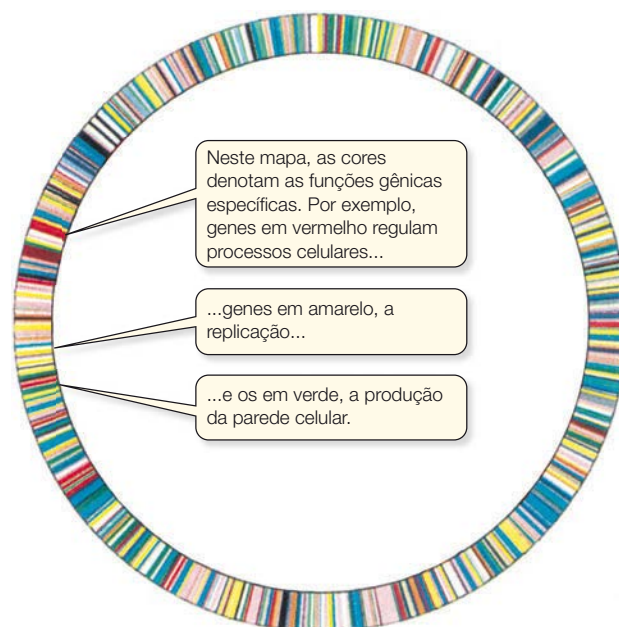 Neste mapa, as cores
denotam as funções gênicas
específicas. Por exemplo,
genes em vermelho regulam
processos celulares...
...genes em amarelo, a
replicação...
...e os em verde, a produção
da parede celular.